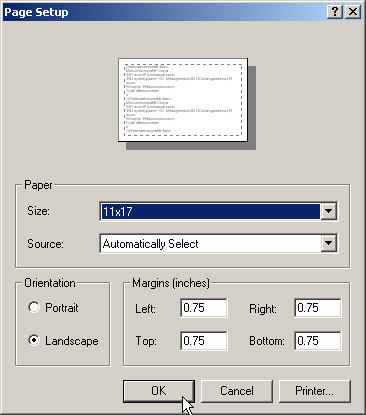 Page Setup
Paper
Size: 11x17
Source: Automatically Select
Orientation
Portrait
Landscape
Margins (inches)
Left: 0.75 Right: 0.75
Top: 0.75 Bottom: 0.75
OK Cancel Printer...